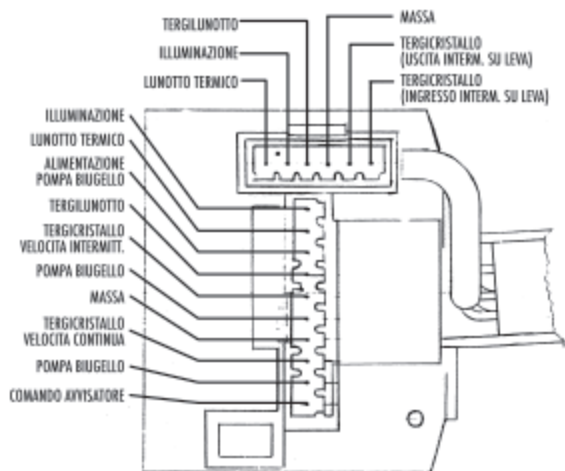 TERGILUNOTTO
ILLUMINAZIONE
LUNOTTO TERMICO
MASSA
TERGICRISTALLO
(USCITA INTERM. SU LEVA)
TERGICRISTALLO
(INGRESSO INTERM. SU LEVA)
ILLUMINAZIONE
LUNOTTO TERMICO
ALIMENTAZIONE
POMPA BIUGELLO
TERGILUNOTTO
TERGICRISTALLO
VELOCITA INTERMITT.
POMPA BIUGELLO
MASSA
TERGICRISTALLO
VELOCITA CONTINUA
POMPA BIUGELLO
COMANDO AVVISATORE